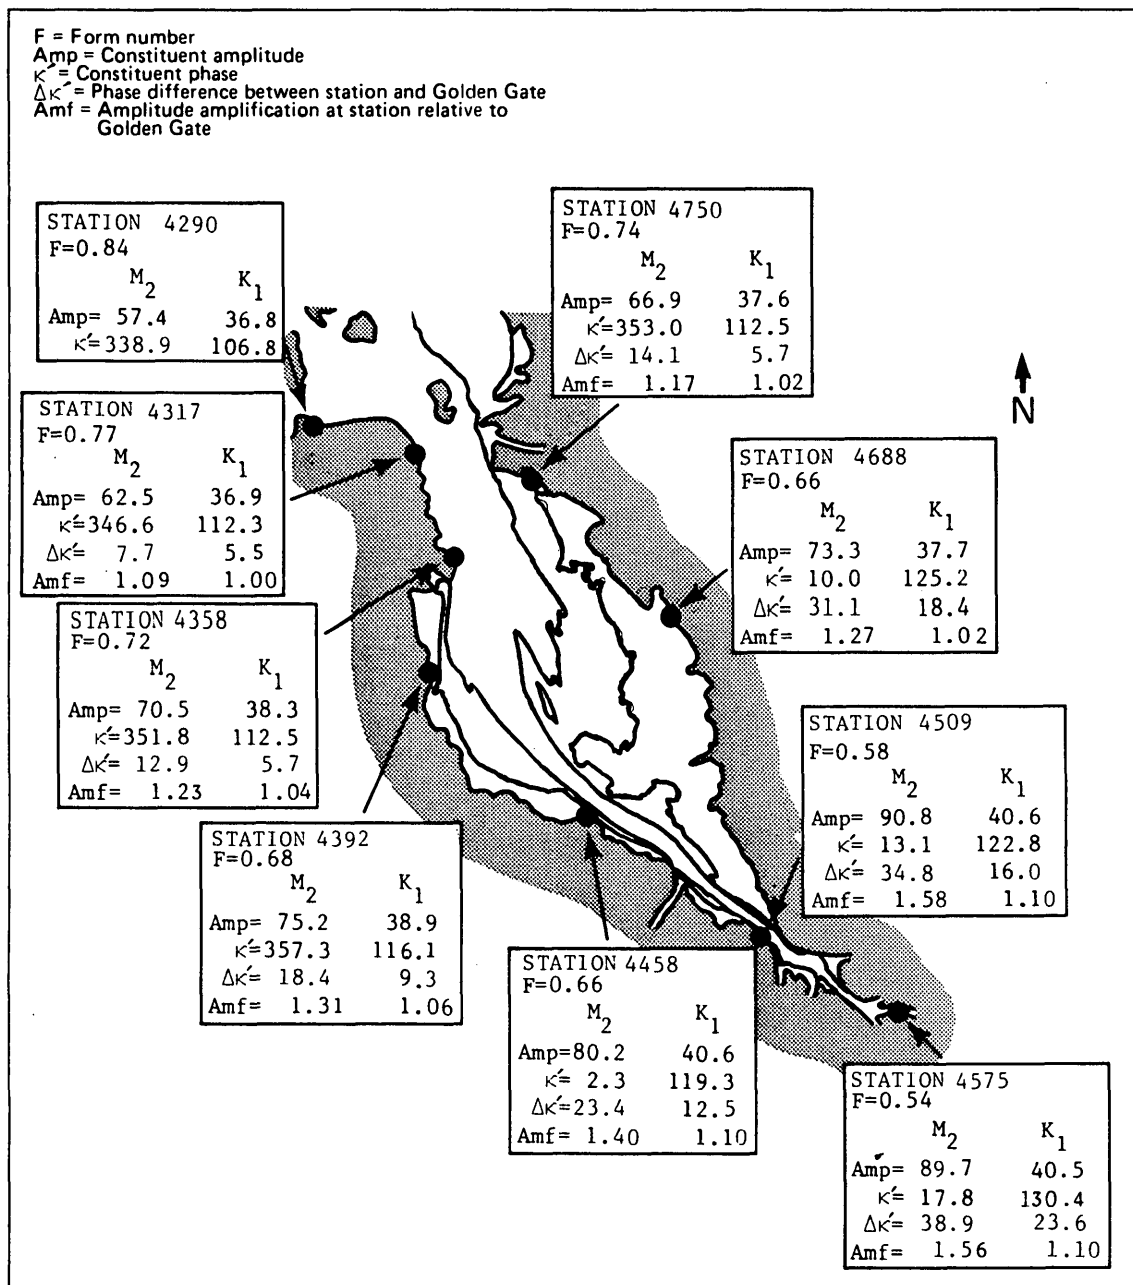 F = Form number
Amp = Constituent amplitude
κ′ = Constituent phase
Δκ′ = Phase difference between station and Golden Gate
Amf = Amplitude amplification at station relative to
Golden Gate
STATION 4290
F=0.84
M2 K1
Amp= 57.4 36.8
κ′=338.9 106.8
STATION 4750
F=0.74
M2 K1
Amp= 66.9 37.6
κ′=353.0 112.5
Δκ′= 14.1 5.7
Amf= 1.17 1.02
N
STATION 4317
F=0.77
M2 K1
Amp= 62.5 36.9
κ′=346.6 112.3
Δκ′= 7.7 5.5
Amf= 1.09 1.00
STATION 4688
F=0.66
M2 K1
Amp= 73.3 37.7
κ′= 10.0 125.2
Δκ′= 31.1 18.4
Amf= 1.27 1.02
STATION 4358
F=0.72
M2 K1
Amp= 70.5 38.3
κ′=351.8 112.5
Δκ′= 12.9 5.7
Amf= 1.23 1.04
STATION 4509
F=0.58
M2 K1
Amp= 90.8 40.6
κ′= 13.1 122.8
Δκ′= 34.8 16.0
Amf= 1.58 1.10
STATION 4392
F=0.68
M2 K1
Amp= 75.2 38.9
κ′=357.3 116.1
Δκ′= 18.4 9.3
Amf= 1.31 1.06
STATION 4458
F=0.66
M2 K1
Amp=80.2 40.6
κ′= 2.3 119.3
Δκ′=23.4 12.5
Amf= 1.40 1.10
STATION 4575
F=0.54
M2 K1
Amp= 89.7 40.5
κ′= 17.8 130.4
Δκ′= 38.9 23.6
Amf= 1.56 1.10